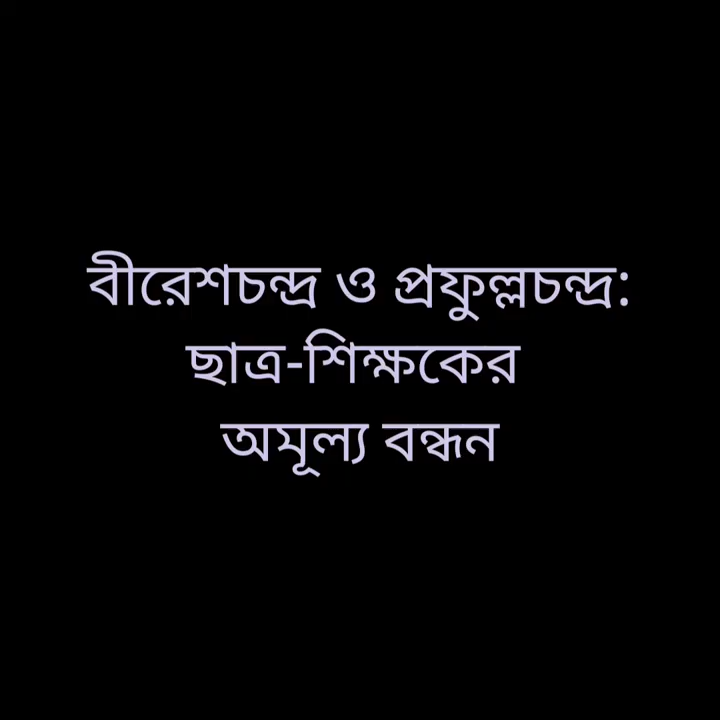 বীরেশচন্দ্র ও প্রফুল্লচন্দ্র:
ছাত্র-শিক্ষকের
অমূল্য বন্ধন